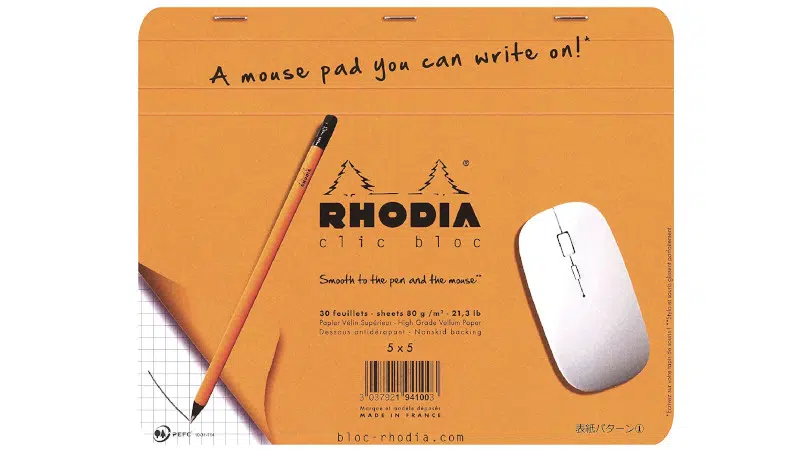 A mouse pad you can write on!*
RHODIA
®
clic bloc
Smooth to the pen and the mouse**
30 feuillets - sheets 80 g /m² - 21,3 lb
Papier Vélin Supérieur - High Grade Vellum Paper
Dessous antidérapant - Nonskid backing
5 x 5
3 037921 941003
Marque et modèle déposés
MADE IN FRANCE
bloc-rhodia.com
PEFC
表紙パターン①